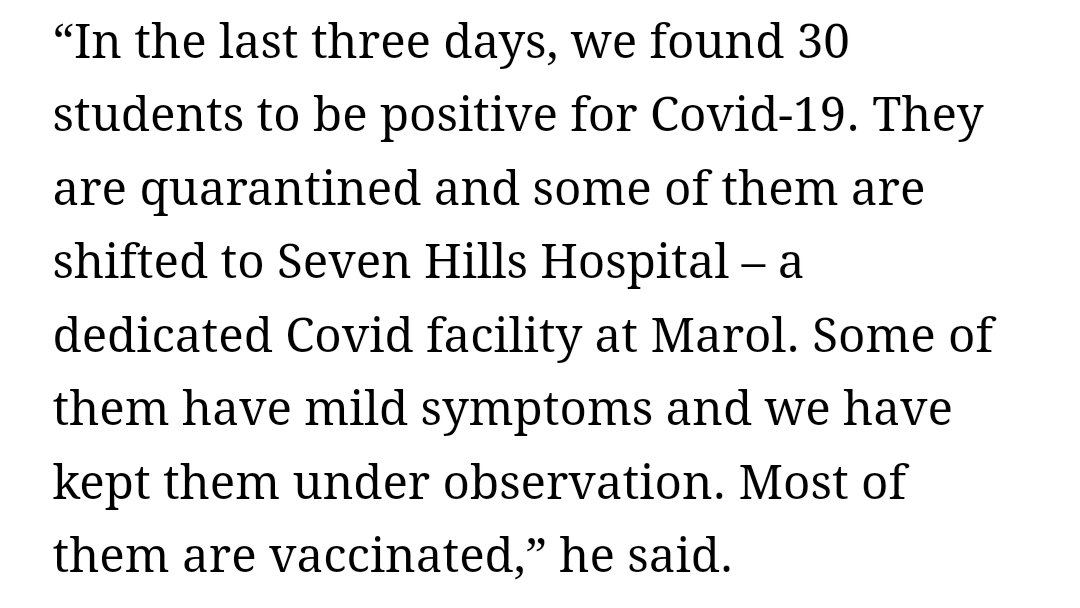 “In the last three days, we found 30
students to be positive for Covid-19. They
are quarantined and some of them are
shifted to Seven Hills Hospital – a
dedicated Covid facility at Marol. Some of
them have mild symptoms and we have
kept them under observation. Most of
them are vaccinated,” he said.